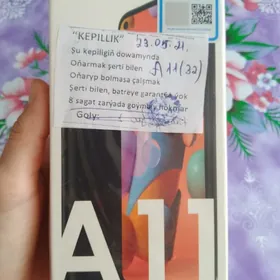 "KEPILLIK" 23.05.21.
Şu kepilligiň dowamynda
Oňarmak şerti bilen A11(32)
Oňaryp bolmasa çalşmak
Şerti bilen, batreýe garantiýa ýok
8 sagat zarýada goýmaly
Goly:
A11